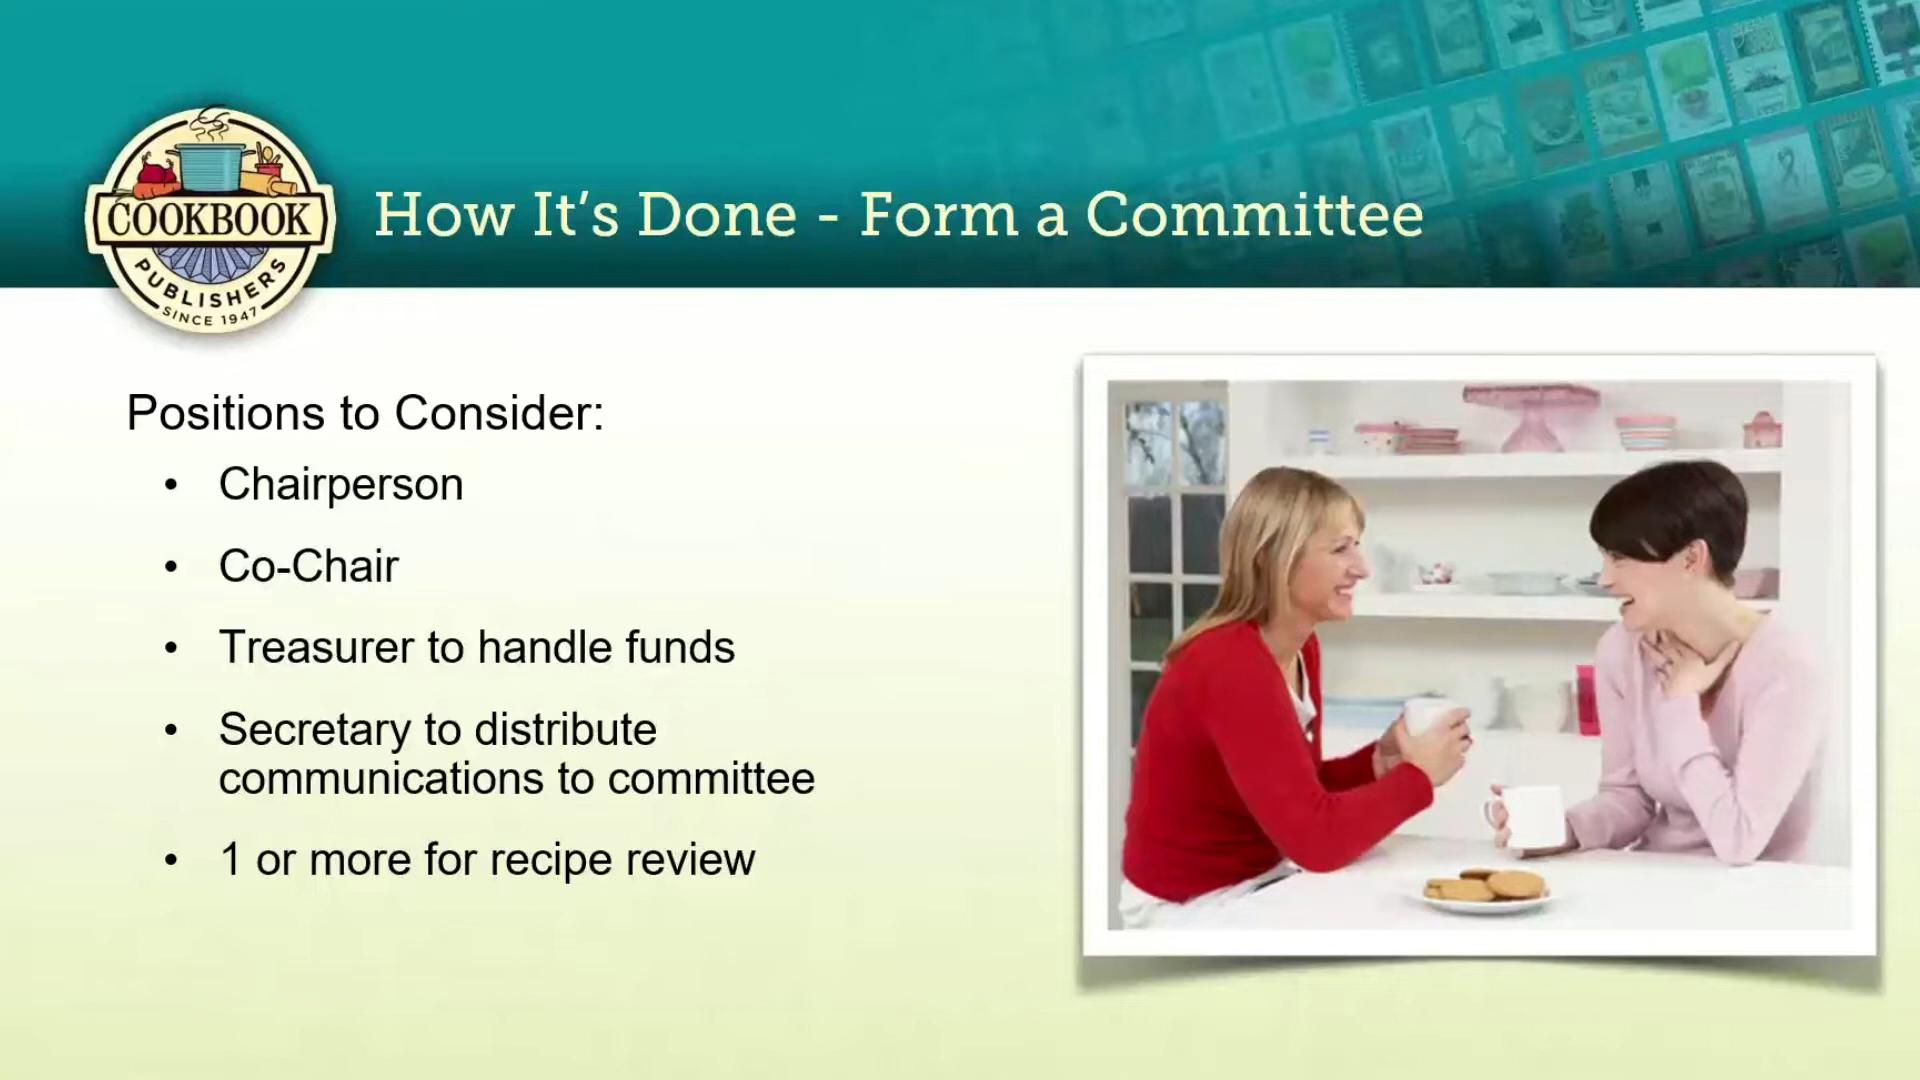 COOKBOOK
PUBLISHERS
SINCE 1947
How It's Done - Form a Committee
Positions to Consider:
• Chairperson
• Co-Chair
• Treasurer to handle funds
• Secretary to distribute
communications to committee
• 1 or more for recipe review